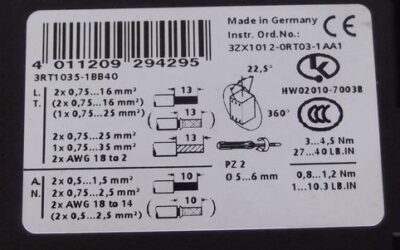 Made in Germany
Instr. Ord.No.:
3ZX1012-0RT03-1AA1
4 011209 294295
3RT1035-1BB40
CE
22,5°
360°
HW02010-7003B
CCC
L. 2x (0,75...16 mm²) 13
T. (2x (0,75...16 mm²)
(1x (0,75...25 mm²) 13
2x (0,75...25 mm²) 13
1x (0,75...35 mm²)
2x AWG 18 to 2
PZ 2
Ø 5...6 mm
3...4,5 Nm
27...40 LB.IN
A. 2x (0,5...1,5 mm²) 10
N. 2x (0,75...2,5 mm²)
2x AWG 18 to 14 10
(2x (0,5...2,5 mm²)
0,8...1,2 Nm
1...10.3 LB.IN